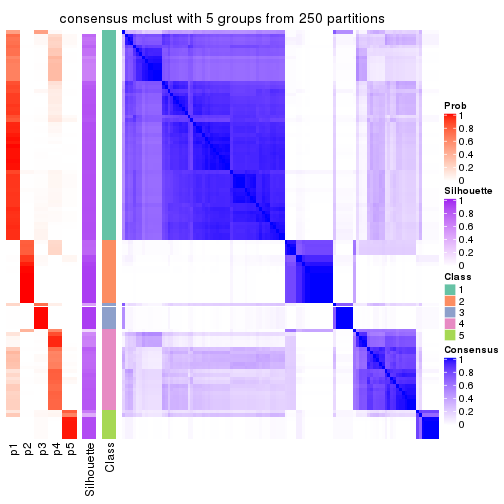 consensus mclust with 5 groups from 250 partitions
Prob
1
0.8
0.6
0.4
0.2
0
Silhouette
1
0.8
0.6
0.4
0.2
0
Class
1
2
3
4
5
Consensus
1
0.8
0.6
0.4
0.2
0
p1
p2
p3
p4
p5
Silhouette
Class